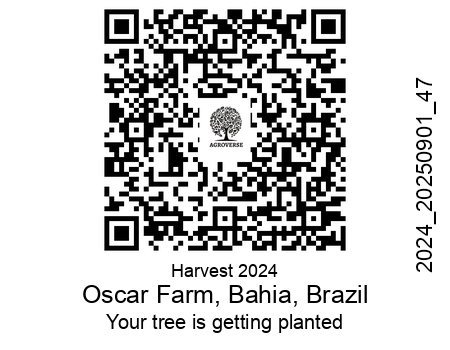 AGROVERSE
Harvest 2024
Oscar Farm, Bahia, Brazil
Your tree is getting planted
2024_20250901_47